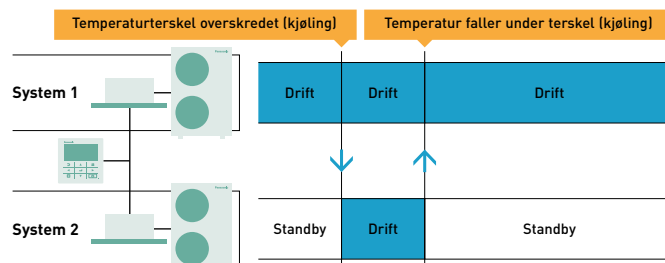 Temperaturterskel overskredet (kjøling)
Temperatur faller under terskel (kjøling)
System 1
Drift
Drift
Drift
System 2
Standby
Drift
Standby